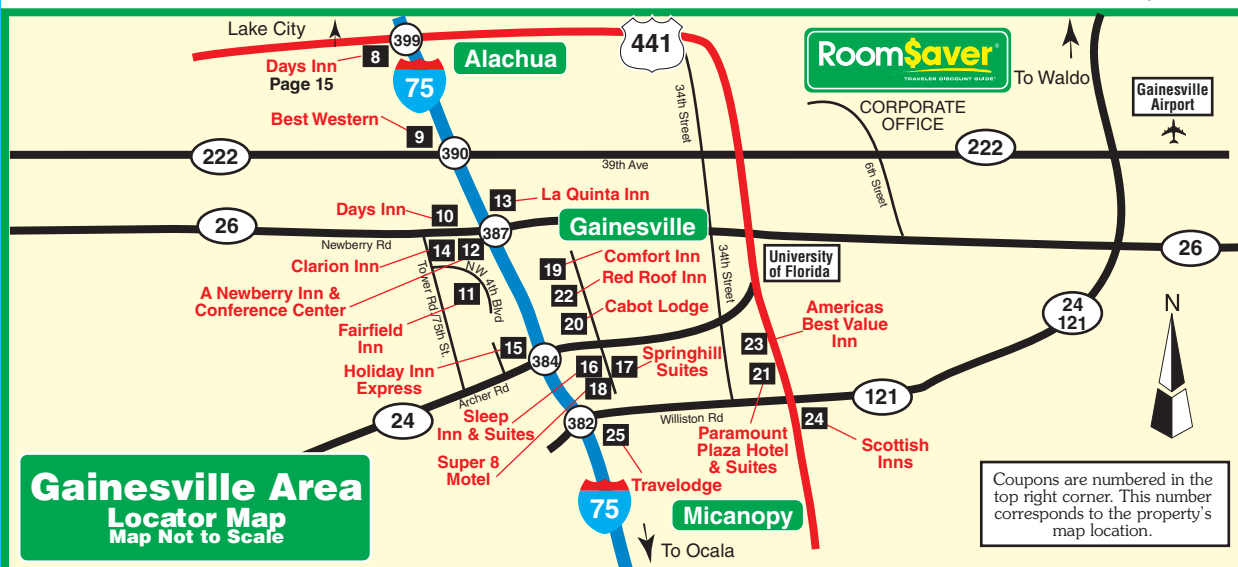 Lake City
399
441
8
Days Inn
Page 15
Alachua
75
RoomSaver®
TRAVELER DISCOUNT GUIDE®
To Waldo
Gainesville
Airport
CORPORATE
OFFICE
34th Street
Best Western
9
390
222
39th Ave
222
6th Street
13
La Quinta Inn
Days Inn
10
26
387
Gainesville
Newberry Rd
26
14
12
Clarion Inn
NW 4th Blvd
Tower Rd/75th St.
19
Comfort Inn
34th Street
University
of Florida
A Newberry Inn &
Conference Center
11
22
Red Roof Inn
20
Cabot Lodge
Fairfield
Inn
Americas
Best Value
Inn
24
121
N
15
384
23
Holiday Inn
Express
16
17
Springhill
Suites
21
18
Archer Rd
24
Sleep
Inn & Suites
382
Williston Rd
121
24
25
Super 8
Motel
Paramount
Plaza Hotel
& Suites
Scottish
Inns
Travelodge
75
Micanopy
To Ocala
Gainesville Area
Locator Map
Map Not to Scale
Coupons are numbered in the
top right corner. This number
corresponds to the property's
map location.